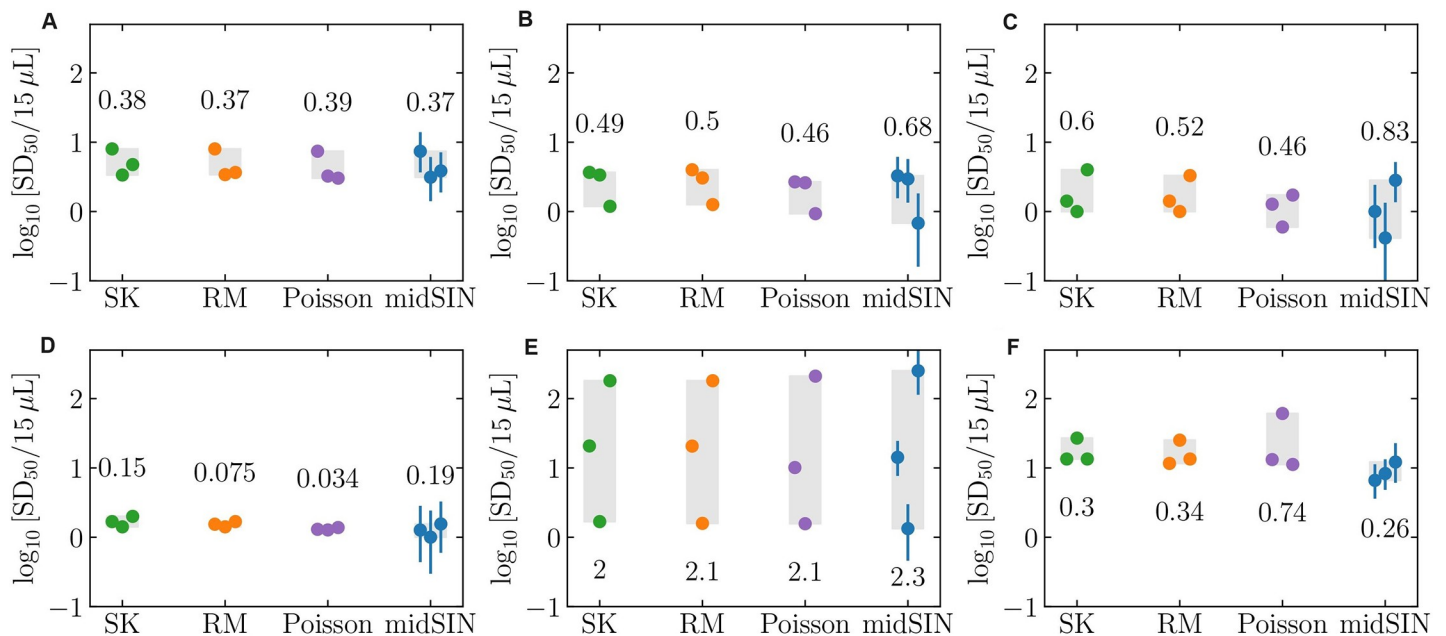 A
log10 [SD50/15 μL]
2
1
0
−1
0.38 0.37 0.39 0.37
SK RM Poisson midSIN
B
log10 [SD50/15 μL]
2
1
0
−1
0.49 0.5 0.46 0.68
SK RM Poisson midSIN
C
log10 [SD50/15 μL]
2
1
0
−1
0.6 0.52 0.46 0.83
SK RM Poisson midSIN
D
log10 [SD50/15 μL]
2
1
0
−1
0.15 0.075 0.034 0.19
SK RM Poisson midSIN
E
log10 [SD50/15 μL]
2
1
0
−1
2 2.1 2.1 2.3
SK RM Poisson midSIN
F
log10 [SD50/15 μL]
2
1
0
−1
0.3 0.34 0.74 0.26
SK RM Poisson midSIN